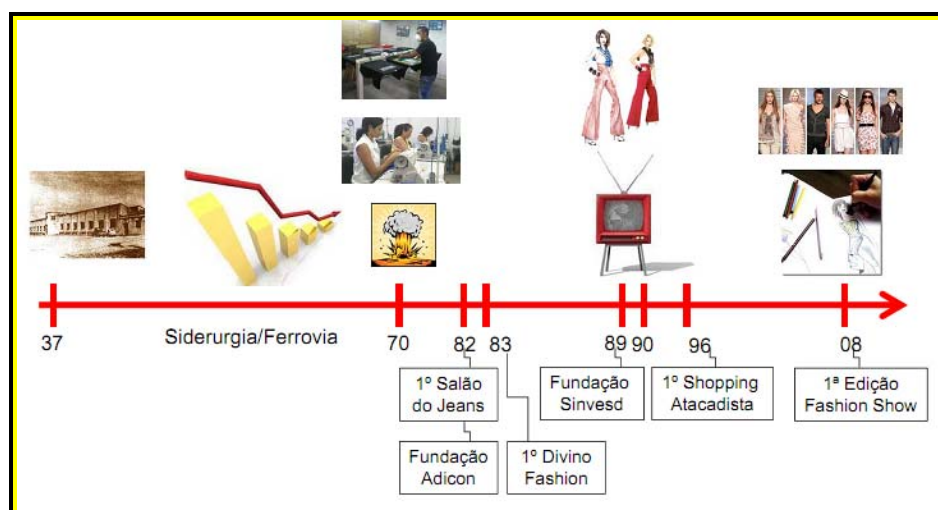 37
Siderurgia/Ferrovia
70
82
83
89
90
96
08
1º Salão
do Jeans
Fundação
Adicon
1º Divino
Fashion
Fundação
Sinvesd
1º Shopping
Atacadista
1ª Edição
Fashion Show